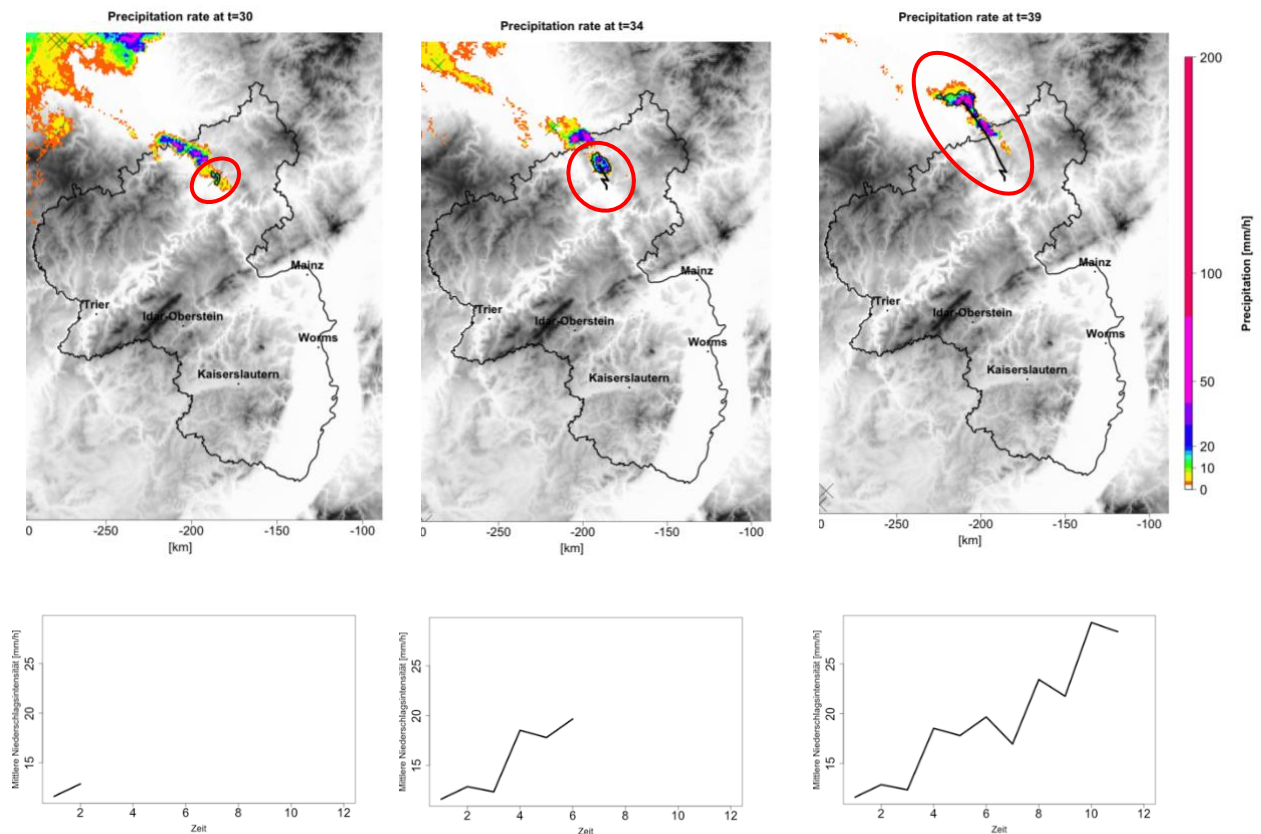 Precipitation rate at t=30
Mainz
Trier
Idar-Oberstein
Worms
Kaiserslautern
0
-250
-200
-150
-100
[km]
Precipitation rate at t=34
Mainz
Trier
Idar-Oberstein
Worms
Kaiserslautern
0
-250
-200
-150
-100
[km]
Precipitation rate at t=39
Mainz
Trier
Idar-Oberstein
Worms
Kaiserslautern
-250
-200
-150
-100
[km]
200
100
50
20
10
0
Precipitation [mm/h]
Mittlere Niederschlagsintensität [mm/h]
25
20
15
2 4 6 8 10 12
Zeit
Mittlere Niederschlagsintensität [mm/h]
25
20
15
2 4 6 8 10 12
Zeit
Mittlere Niederschlagsintensität [mm/h]
25
20
15
2 4 6 8 10 12
Zeit